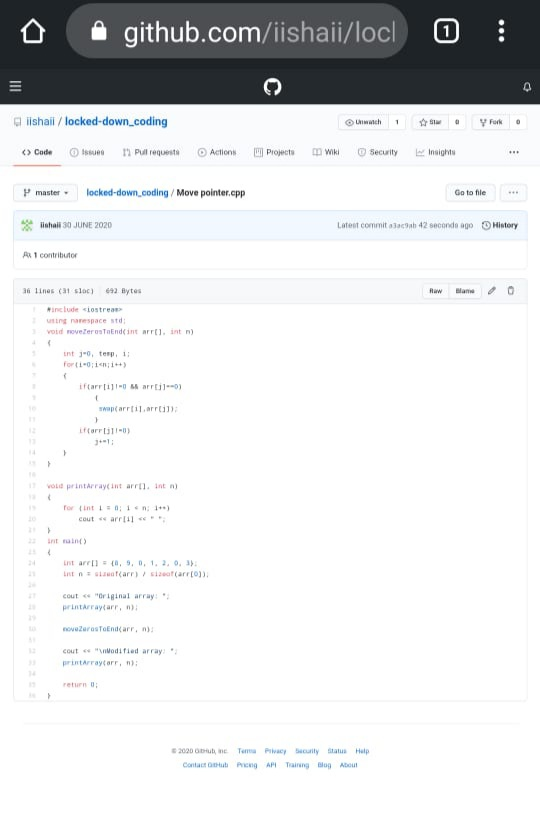 github.com/iishaii/locl
1
iishaii / locked-down_coding
Unwatch 1 Star 0 Fork 0
<> Code Issues Pull requests Actions Projects Wiki Security Insights ...
master locked-down_coding / Move pointer.cpp Go to file ...
iishaii 30 JUNE 2020 Latest commit a3ac9ab 42 seconds ago History
1 contributor
36 lines (31 sloc) 692 Bytes Raw Blame
1 #include <iostream>
2 using namespace std;
3 void moveZerosToEnd(int arr[], int n)
4 {
5 int j=0, temp, i;
6 for(i=0;i<n;i++)
7 {
8 if(arr[i]!=0 && arr[j]==0)
9 {
10 swap(arr[i],arr[j]);
11 }
12 if(arr[j]!=0)
13 j+=1;
14 }
15 }
16
17 void printArray(int arr[], int n)
18 {
19 for (int i = 0; i < n; i++)
20 cout << arr[i] << " ";
21 }
22 int main()
23 {
24 int arr[] = {8, 9, 0, 1, 2, 0, 3};
25 int n = sizeof(arr) / sizeof(arr[0]);
26
27 cout << "Original array: ";
28 printArray(arr, n);
29
30 moveZerosToEnd(arr, n);
31
32 cout << "\nModified array: ";
33 printArray(arr, n);
34
35 return 0;
36 }
© 2020 GitHub, Inc. Terms Privacy Security Status Help
Contact GitHub Pricing API Training Blog About